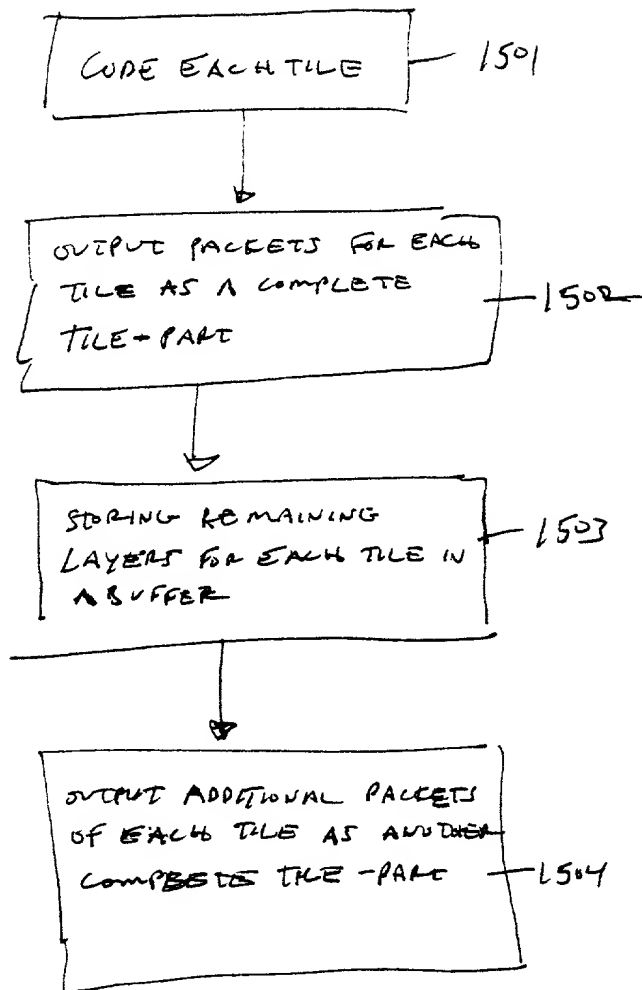 CODE EACH TILE
1501
OUTPUT PACKETS FOR EACH
TILE AS A COMPLETE
TILE-PART
1502
STORING REMAINING
LAYERS FOR EACH TILE IN
A BUFFER
1503
OUTPUT ADDITIONAL PACKETS
OF EACH TILE AS ANOTHER
COMPLETE TILE-PART
1504